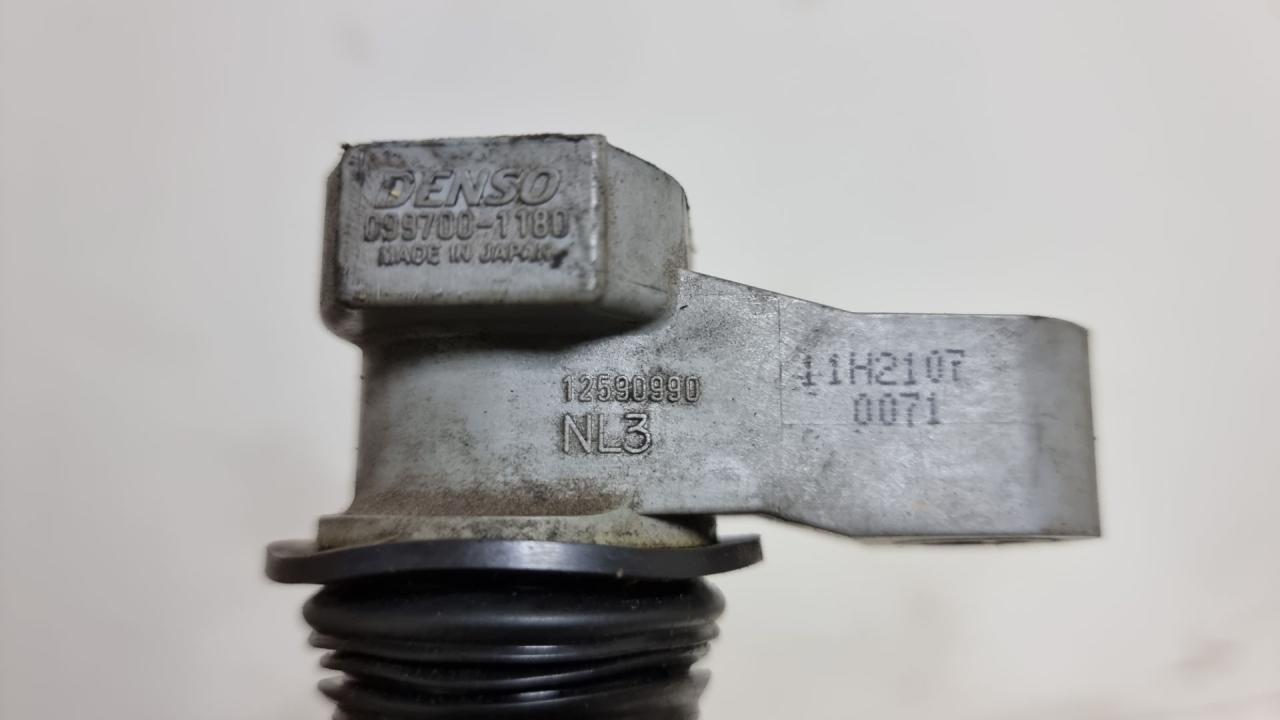 DENSO
099700-1180
MADE IN JAPAN
12590990
NL3
11H2107
0071